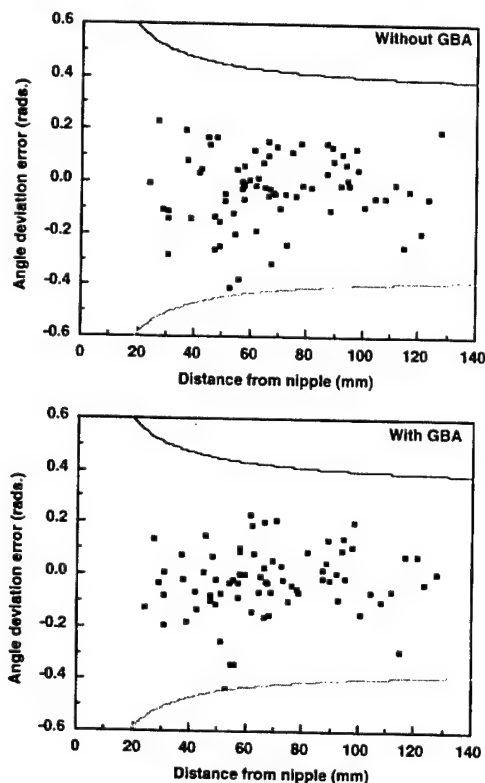 0.6
Without GBA
0.4
0.2
0.0
-0.2
-0.4
-0.6
Angle deviation error (rads.)
0 20 40 60 80 100 120 140
Distance from nipple (mm)
0.6
With GBA
0.4
0.2
0.0
-0.2
-0.4
-0.6
Angle deviation error (rads.)
0 20 40 60 80 100 120 140
Distance from nipple (mm)